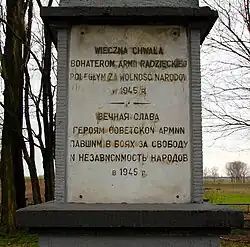 WIECZNA CHWAŁA
BOHATEROM ARMII RADZIECKIEJ
POLEGŁYM ZA WOLNOŚĆ NARODÓW
W 1945 R.
ВЕЧНАЯ СЛАВА
ГЕРОЯМ СОВЕТСКОЙ АРМИИ
ПАВШИМ В БОЯХ ЗА СВОБОДУ
И НЕЗАВИСИМОСТЬ НАРОДОВ
В 1945 Г.